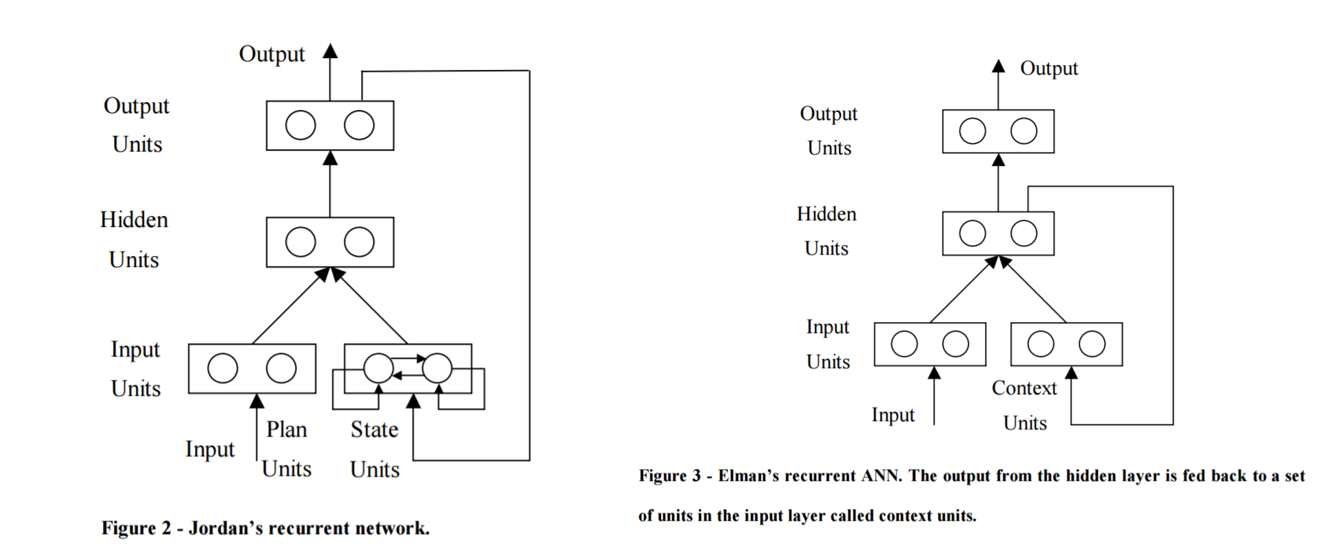 Output
Output
Units
Hidden
Units
Input
Units
Input
Plan
Units
State
Units
Figure 2 - Jordan's recurrent network.
Output
Output
Units
Hidden
Units
Input
Units
Input
Context
Units
Figure 3 - Elman's recurrent ANN. The output from the hidden layer is fed back to a set
of units in the input layer called context units.